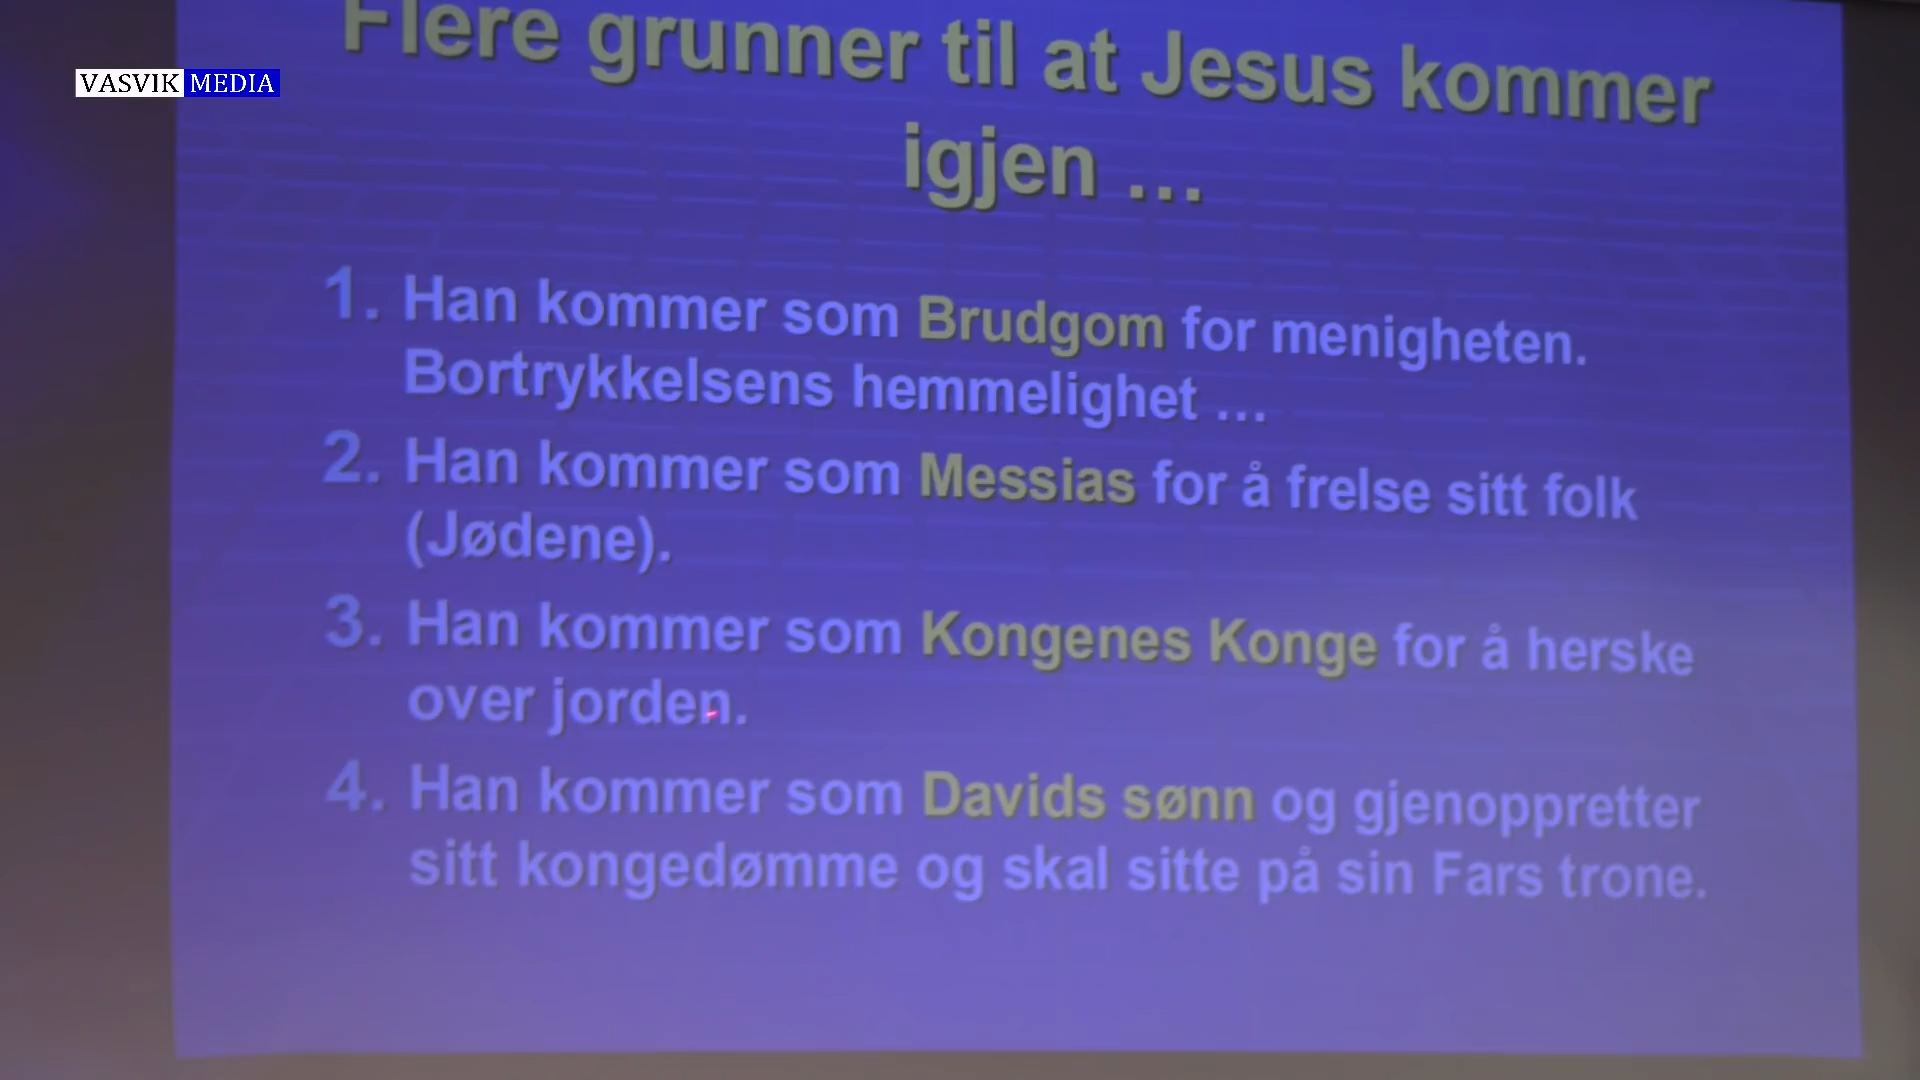 VASVIK MEDIA
Flere grunner til at Jesus kommer
igjen ...
1. Han kommer som Brudgom for menigheten.
Bortrykkelsens hemmelighet ...
2. Han kommer som Messias for å frelse sitt folk
(Jødene).
3. Han kommer som Kongenes Konge for å herske
over jorden.
4. Han kommer som Davids sønn og gjenoppretter
sitt kongedømme og skal sitte på sin Fars trone.